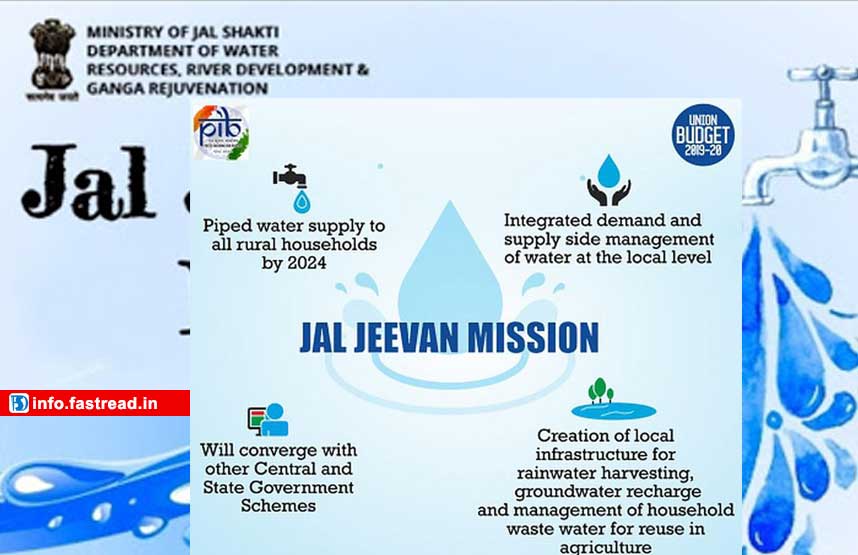 MINISTRY OF JAL SHAKTI
DEPARTMENT OF WATER
RESOURCES, RIVER DEVELOPMENT &
GANGA REJUVENATION
Jal
pib
UNION
BUDGET
2019-20
Piped water supply to
all rural households
by 2024
Integrated demand and
supply side management
of water at the local level
JAL JEEVAN MISSION
info.fastread.in
Will converge with
other Central and
State Government
Schemes
Creation of local
infrastructure for
rainwater harvesting,
groundwater recharge
and management of household
waste water for reuse in
agriculture